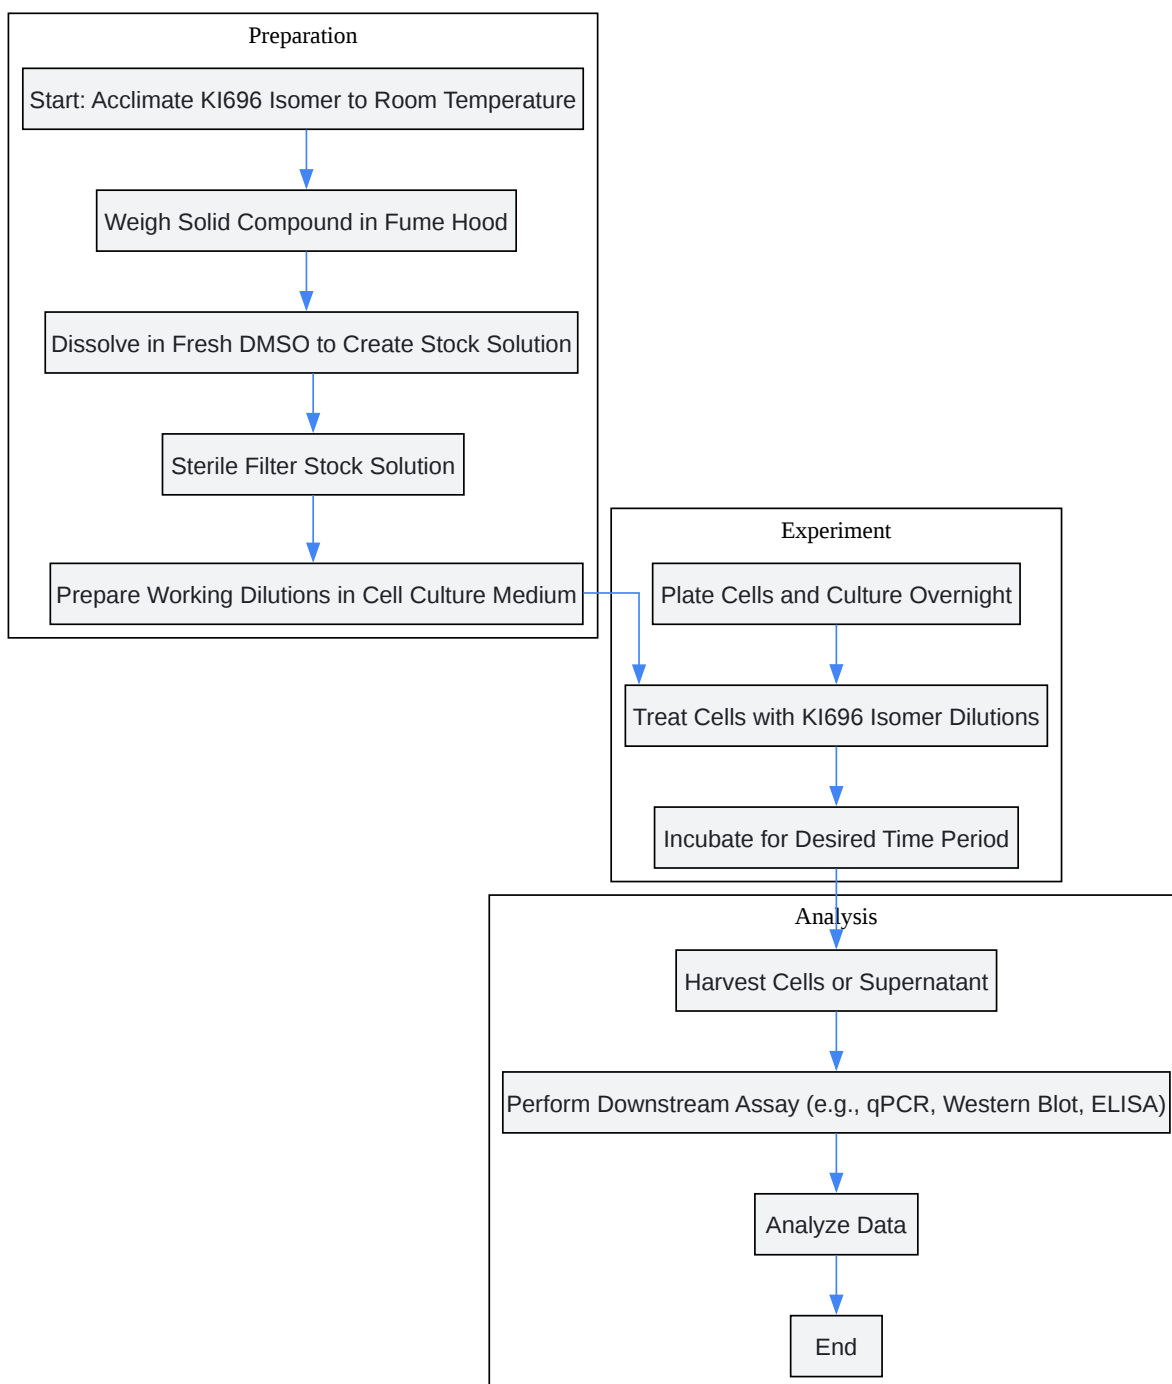 Preparation
Start: Acclimate KI696 Isomer to Room Temperature
Weigh Solid Compound in Fume Hood
Dissolve in Fresh DMSO to Create Stock Solution
Sterile Filter Stock Solution
Prepare Working Dilutions in Cell Culture Medium
Experiment
Plate Cells and Culture Overnight
Treat Cells with KI696 Isomer Dilutions
Incubate for Desired Time Period
Analysis
Harvest Cells or Supernatant
Perform Downstream Assay (e.g., qPCR, Western Blot, ELISA)
Analyze Data
End